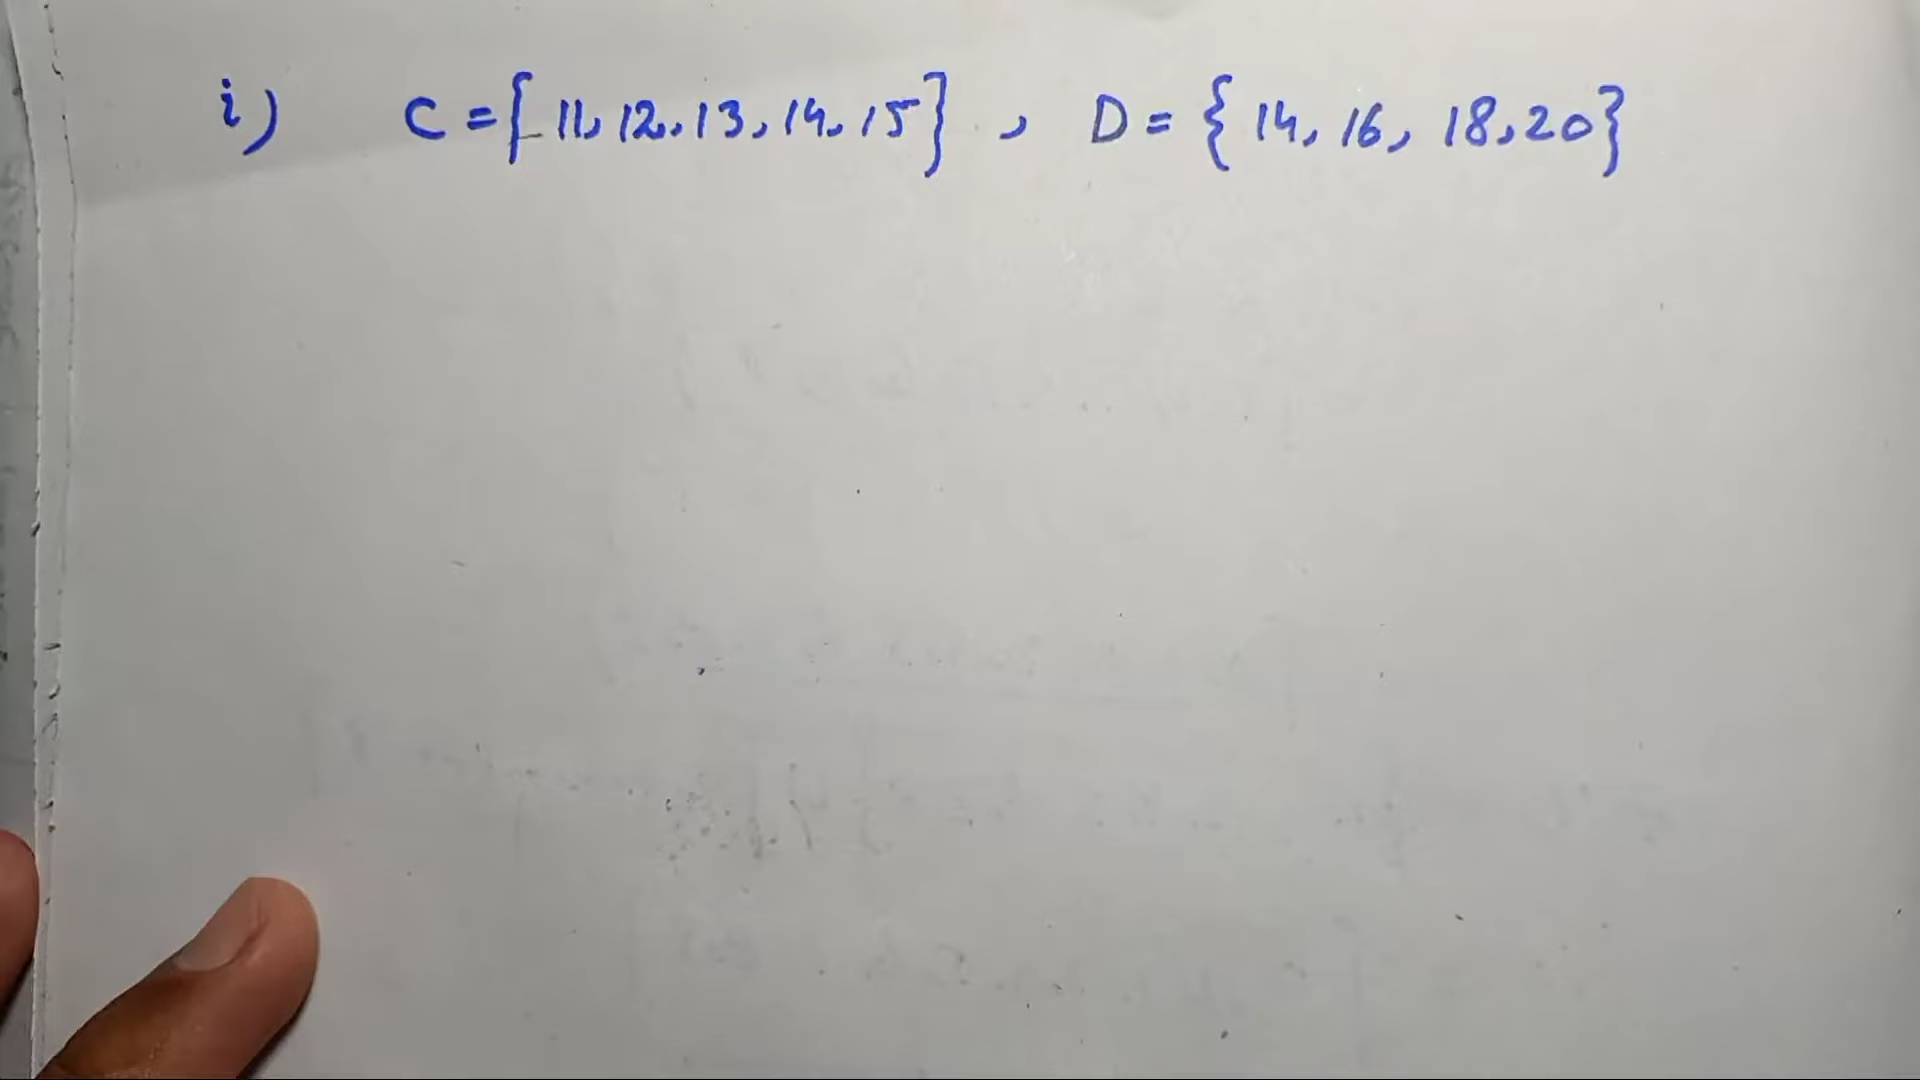 i) C = { 11, 12, 13, 14, 15 } , D = { 14, 16, 18, 20 }